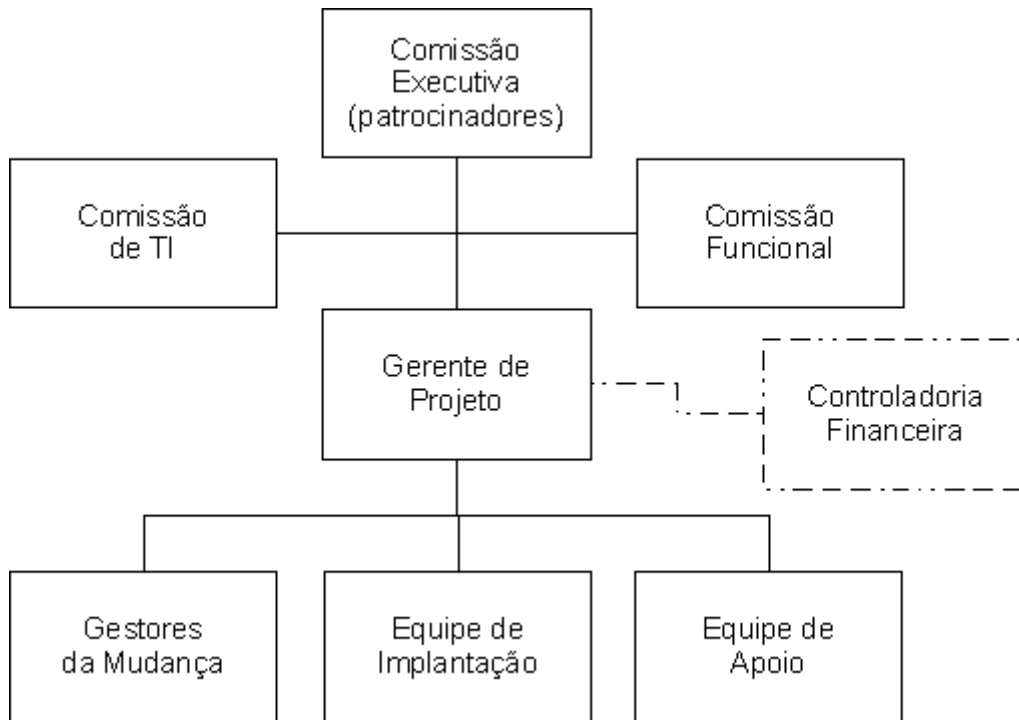 Comissão
Executiva
(patrocinadores)
Comissão
de TI
Comissão
Funcional
Gerente de
Projeto
Controladoria
Financeira
Gestores
da Mudança
Equipe de
Implantação
Equipe de
Apoio